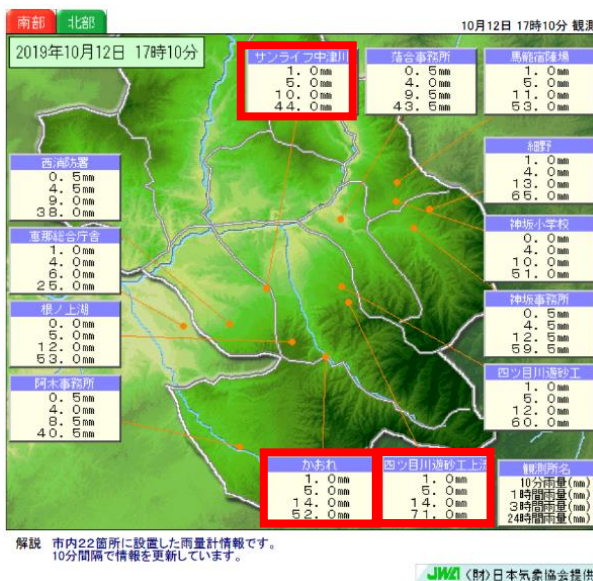 南部 北部
10月12日 17時10分 観測
2019年10月12日 17時10分
サンライフ中津川
1.0mm
5.0mm
10.0mm
44.0mm
落合事務所
0.5mm
4.0mm
9.5mm
43.5mm
馬籠宿陣場
1.0mm
5.0mm
11.0mm
53.0mm
西消防署
0.5mm
4.5mm
9.0mm
38.0mm
細野
1.0mm
4.0mm
13.0mm
65.0mm
恵那総合庁舎
1.0mm
4.0mm
6.0mm
25.0mm
神坂小学校
0.0mm
4.0mm
10.0mm
51.0mm
根ノ上湖
0.0mm
5.0mm
12.0mm
53.0mm
神坂事務所
0.5mm
4.5mm
12.5mm
59.5mm
阿木事務所
0.5mm
4.0mm
8.5mm
40.5mm
四ツ目川遊砂工
1.0mm
5.0mm
12.0mm
60.0mm
かおれ
1.0mm
5.0mm
14.0mm
52.0mm
四ツ目川遊砂工上流
1.0mm
5.0mm
14.0mm
71.0mm
観測所名
10分雨量(mm)
1時間雨量(mm)
3時間雨量(mm)
24時間雨量(mm)
解説 市内22箇所に設置した雨量計情報です。
10分間隔で情報を更新しています。
JWA (財)日本気象協会提供